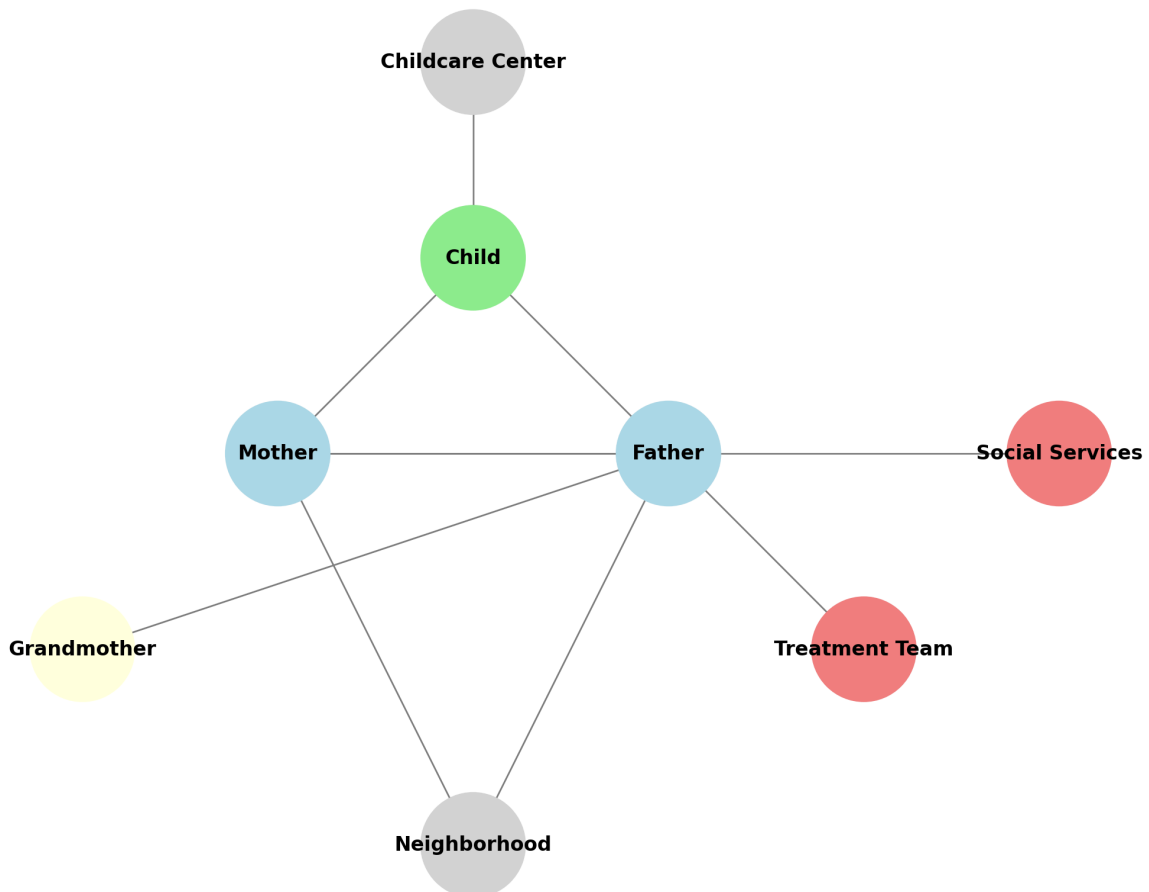 Childcare Center
Child
Mother
Father
Social Services
Grandmother
Treatment Team
Neighborhood